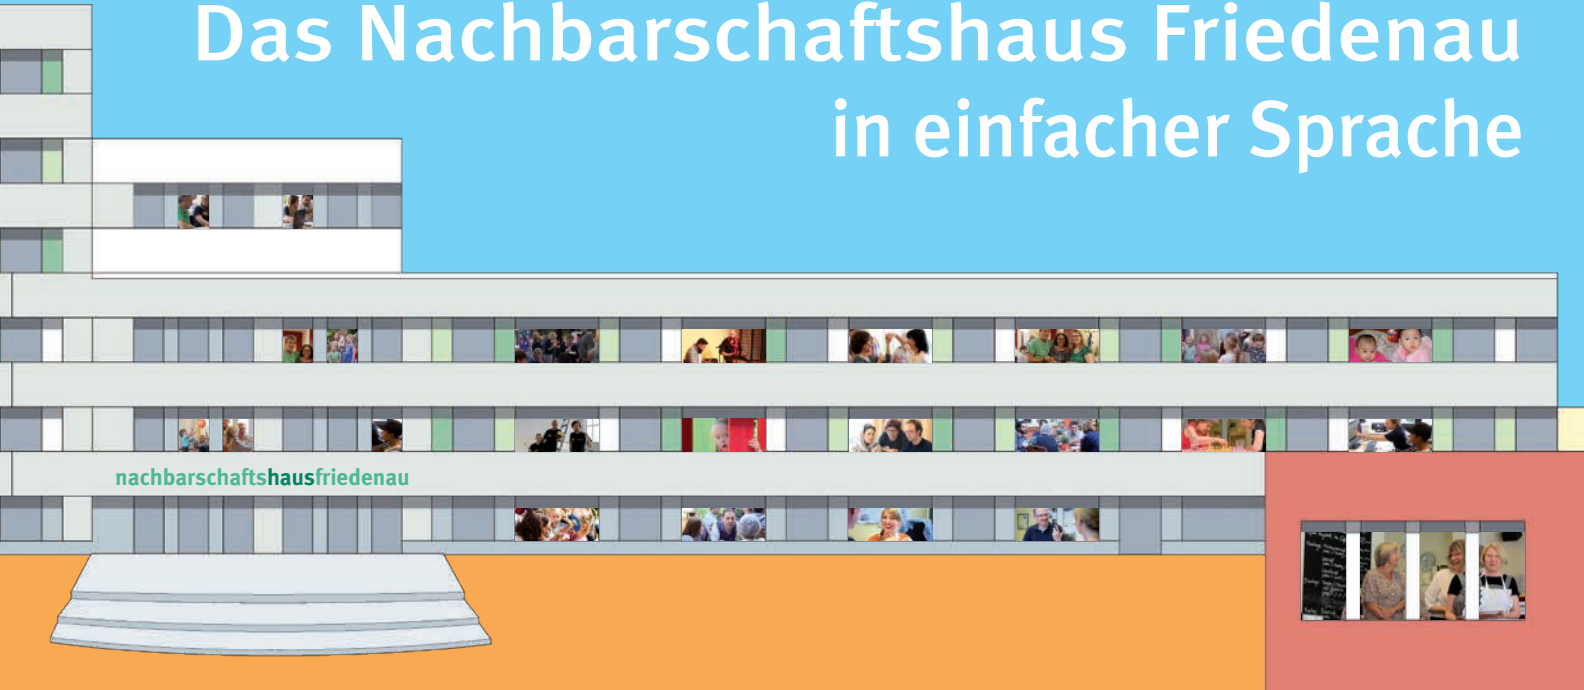 Das Nachbarschaftshaus Friedenau
in einfacher Sprache
nachbarschaftshausfriedenau